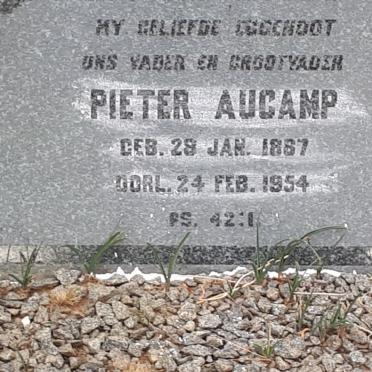 MY GELIEFDE EGGENOOT
ONS VADER EN GROOTVADER
PIETER AUCAMP
GEB. 29 JAN. 1887
OORL. 24 FEB. 1954
PS. 42:1